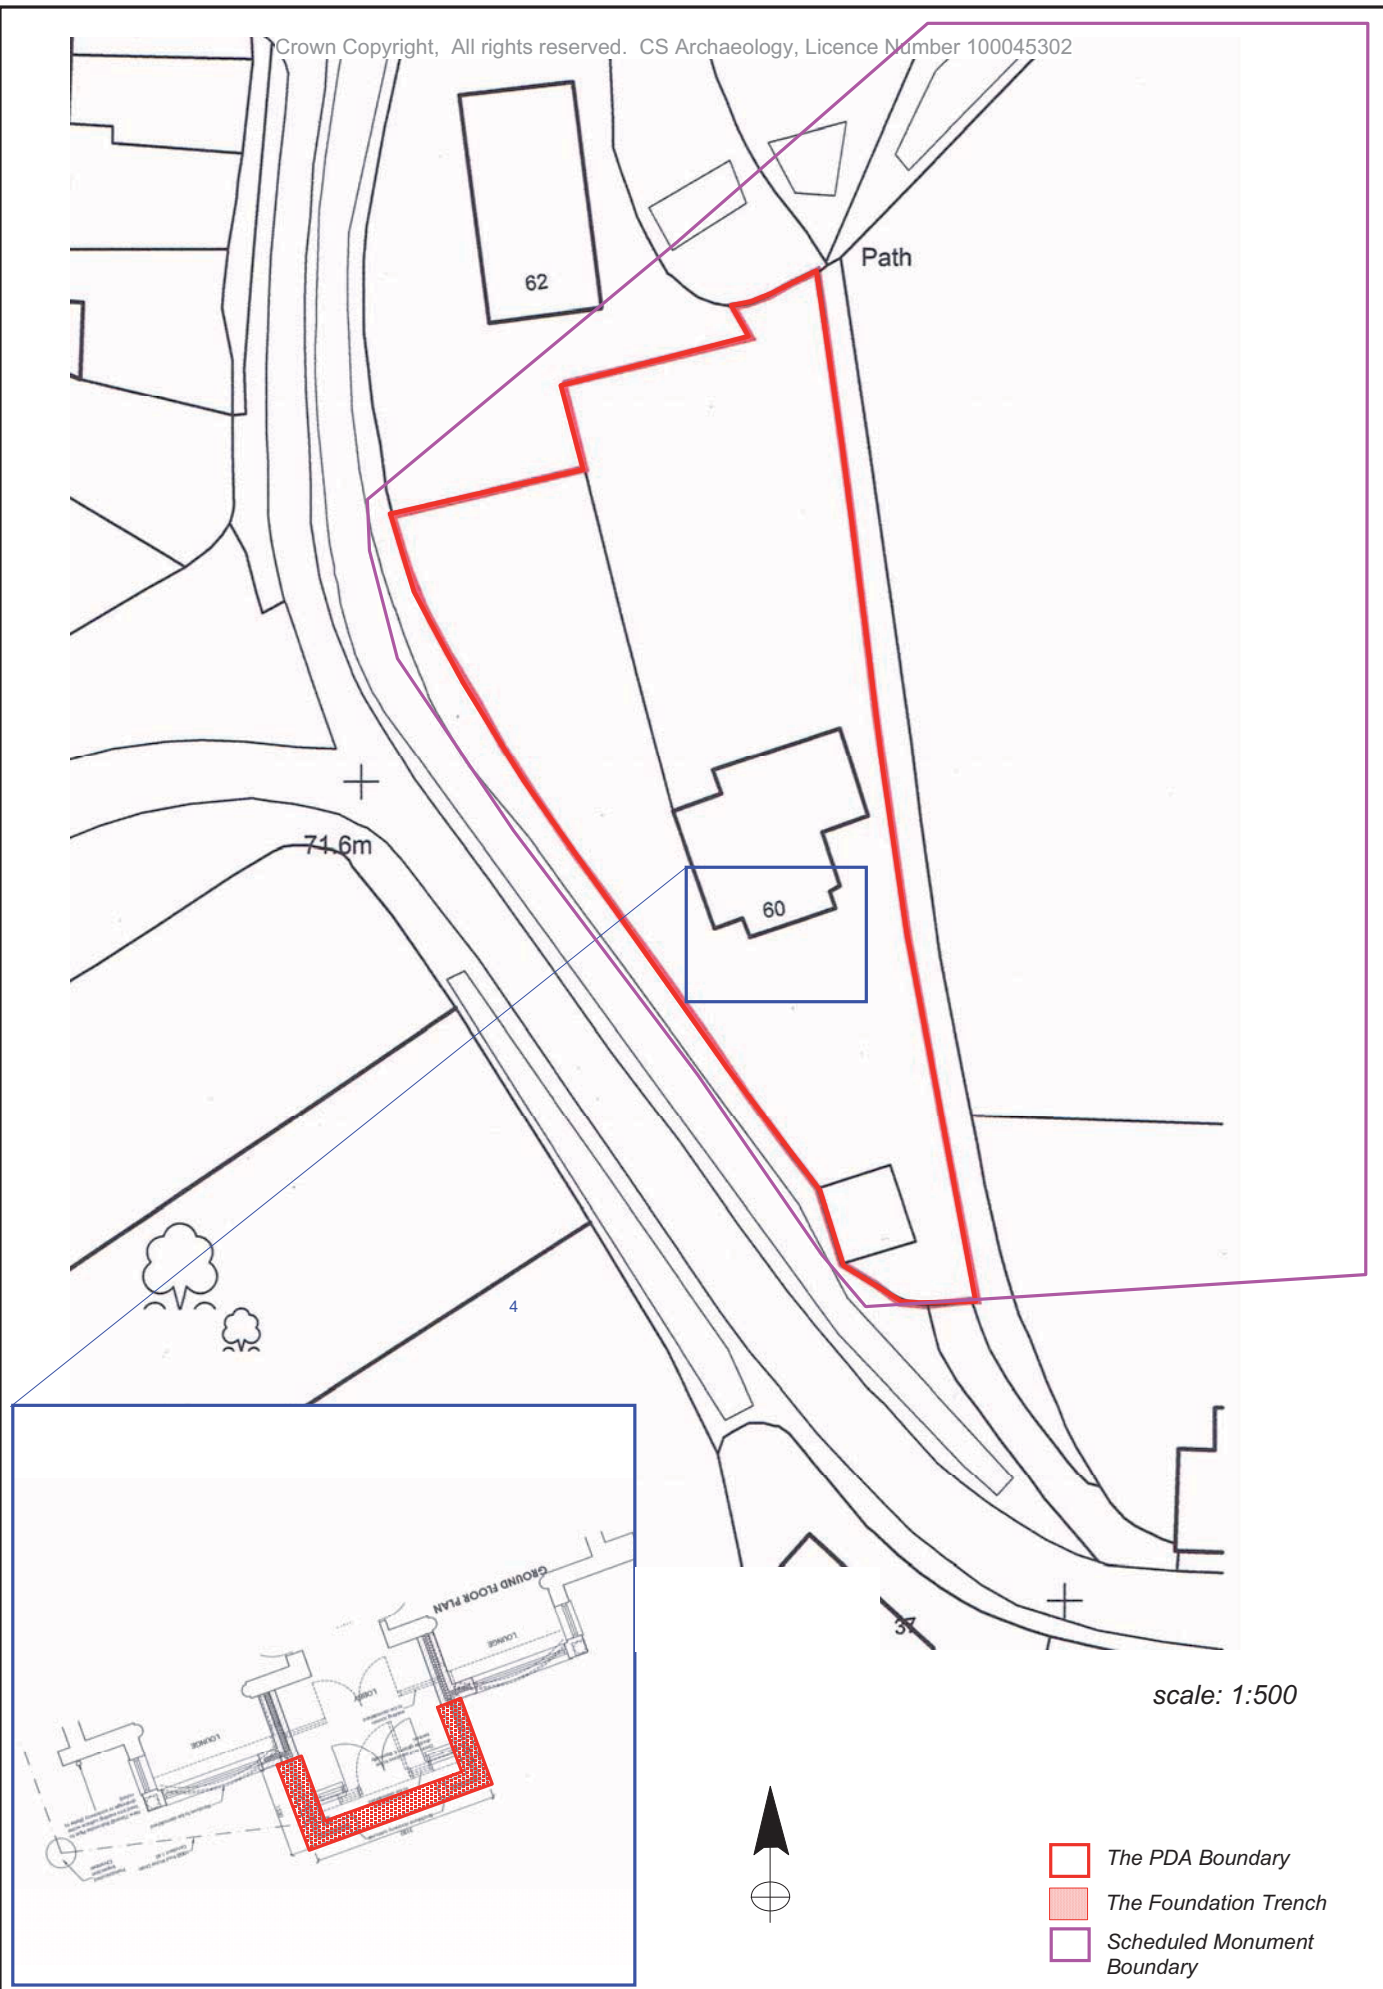 Crown Copyright, All rights reserved. CS Archaeology, Licence Number 100045302
Path
62
71.6m
60
4
GROUND FLOOR PLAN
LOUNGE
LOBBY
LOUNGE
37
scale: 1:500
The PDA Boundary
The Foundation Trench
Scheduled Monument
Boundary